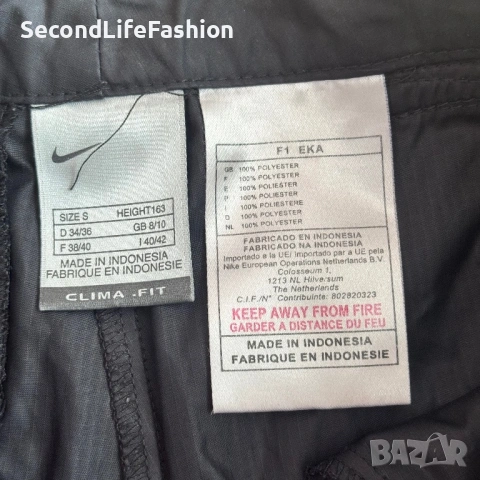 SecondLifeFashion
SIZE S HEIGHT163
D 34/36 GB 8/10
F 38/40 I 40/42
MADE IN INDONESIA
FABRIQUE EN INDONESIE
CLIMA.FIT
F1 EKA
GB 100% POLYESTER
F 100% POLYESTER
E 100% POLIESTER
P 100% POLIESTER
I 100% POLIESTERE
D 100% POLYESTER
NL 100% POLYESTER
FABRICADO EN INDONESIA
FABRICADO NA INDONESIA
Importado a la UE/ importado par a UE pela
Nike European Operations Netherlands B.V.
Colosseum 1,
1213 NL Hilversum
The Netherlands
C.I.F./N° Contribuinte: 802820323
KEEP AWAY FROM FIRE
GARDER A DISTANCE DU FEU
MADE IN INDONESIA
FABRIQUE EN INDONESIE
BAZAR